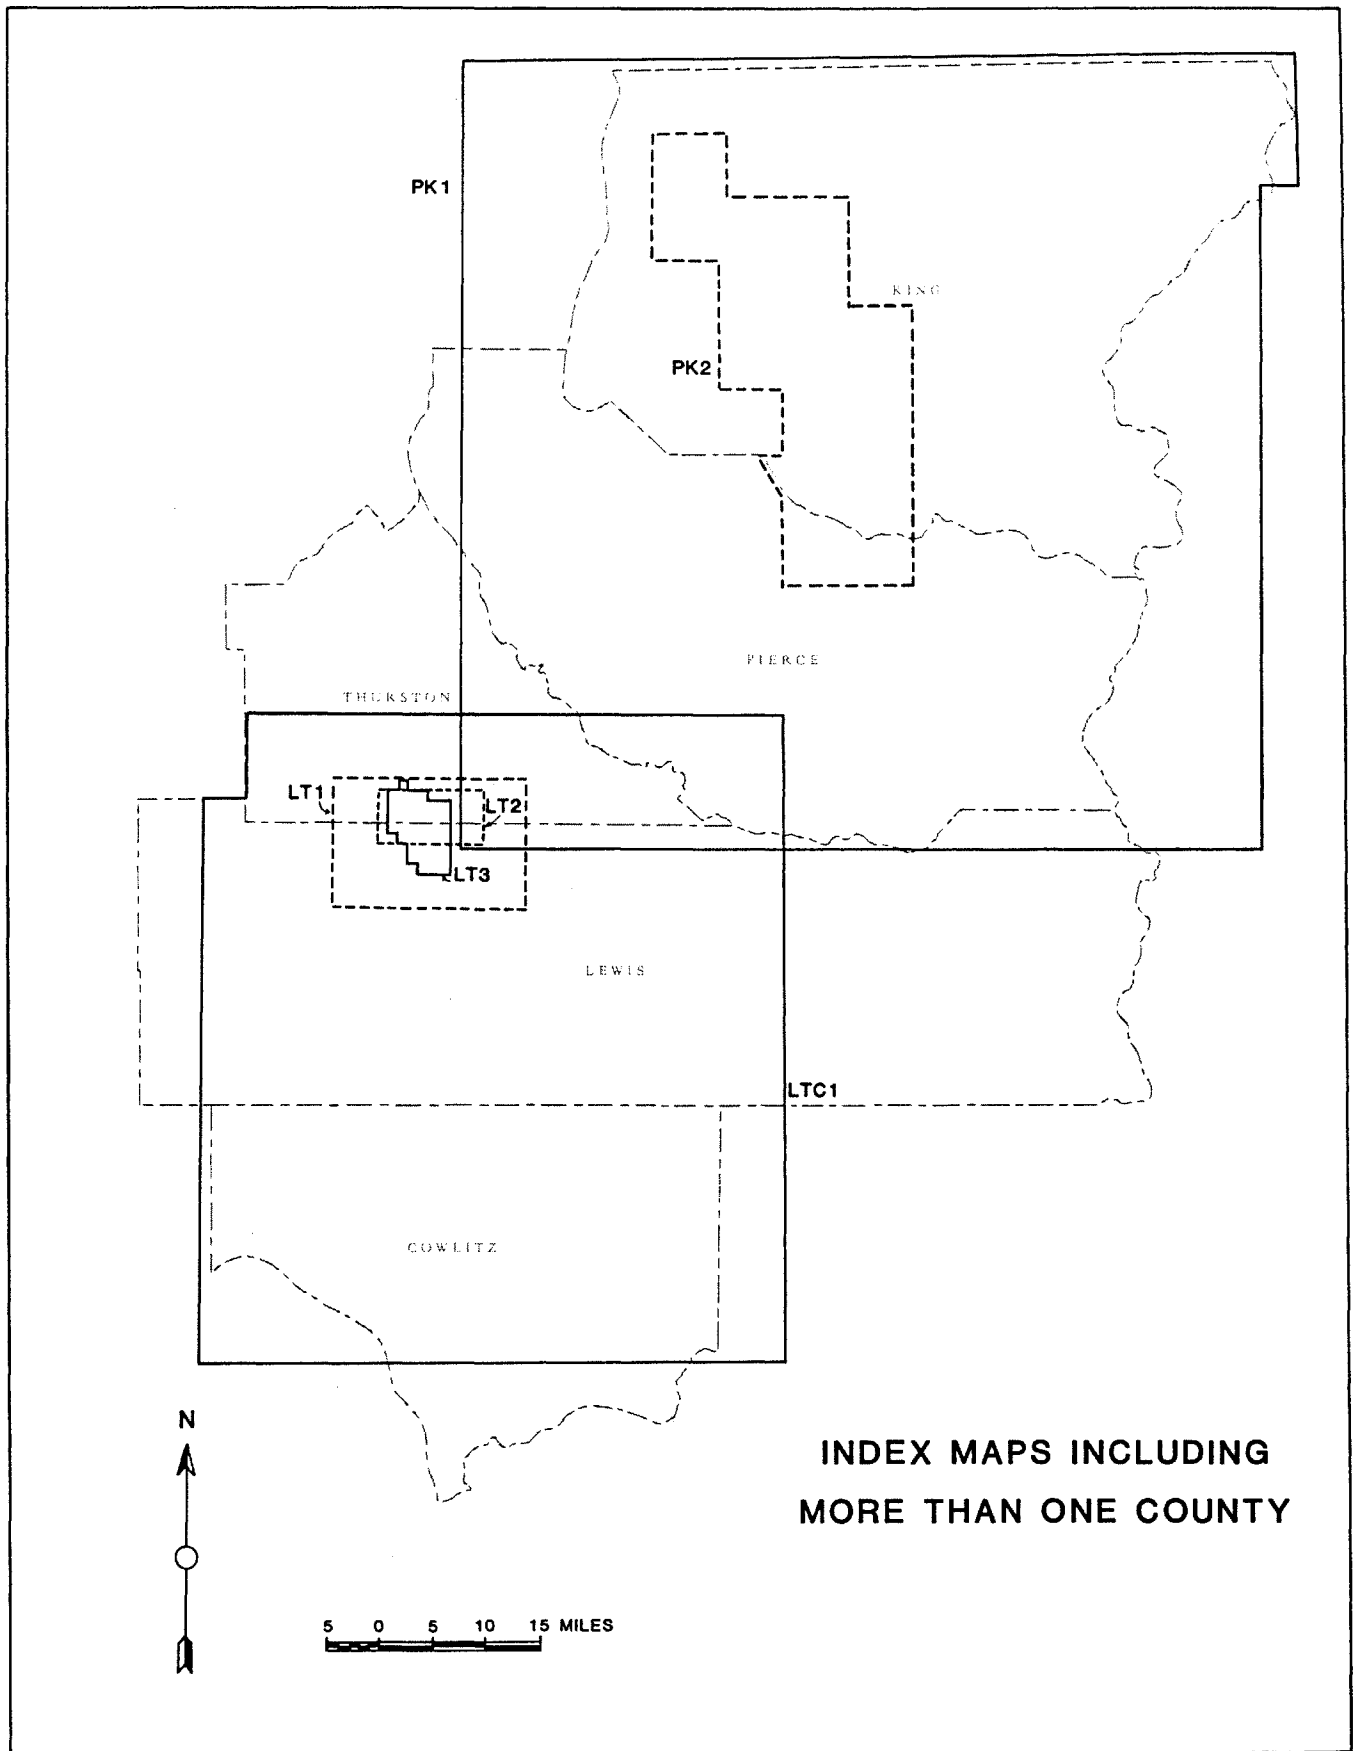 PK1
KING
PK2
PIERCE
THURSTON
LT1
LT2
LT3
LEWIS
LTC1
COWLITZ
N
INDEX MAPS INCLUDING
MORE THAN ONE COUNTY
5 0 5 10 15 MILES